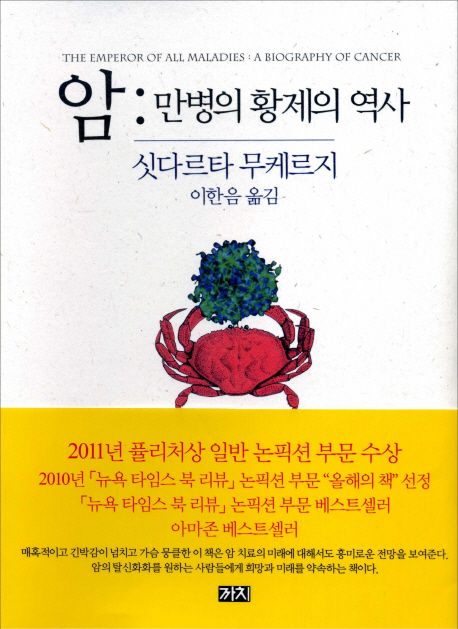 THE EMPEROR OF ALL MALADIES : A BIOGRAPHY OF CANCER
암: 만병의 황제의 역사
싯다르타 무케르지
이한음 옮김
2011년 퓰리처상 일반 논픽션 부문 수상
2010년 「뉴욕 타임스 북 리뷰」 논픽션 부문 “올해의 책” 선정
「뉴욕 타임스 북 리뷰」 논픽션 부문 베스트셀러
아마존 베스트셀러
매혹적이고 긴박감이 넘치고 가슴 뭉클한 이 책은 암 치료의 미래에 대해서도 흥미로운 전망을 보여준다.
암의 탈신화화를 원하는 사람들에게 희망과 미래를 약속하는 책이다.
까치